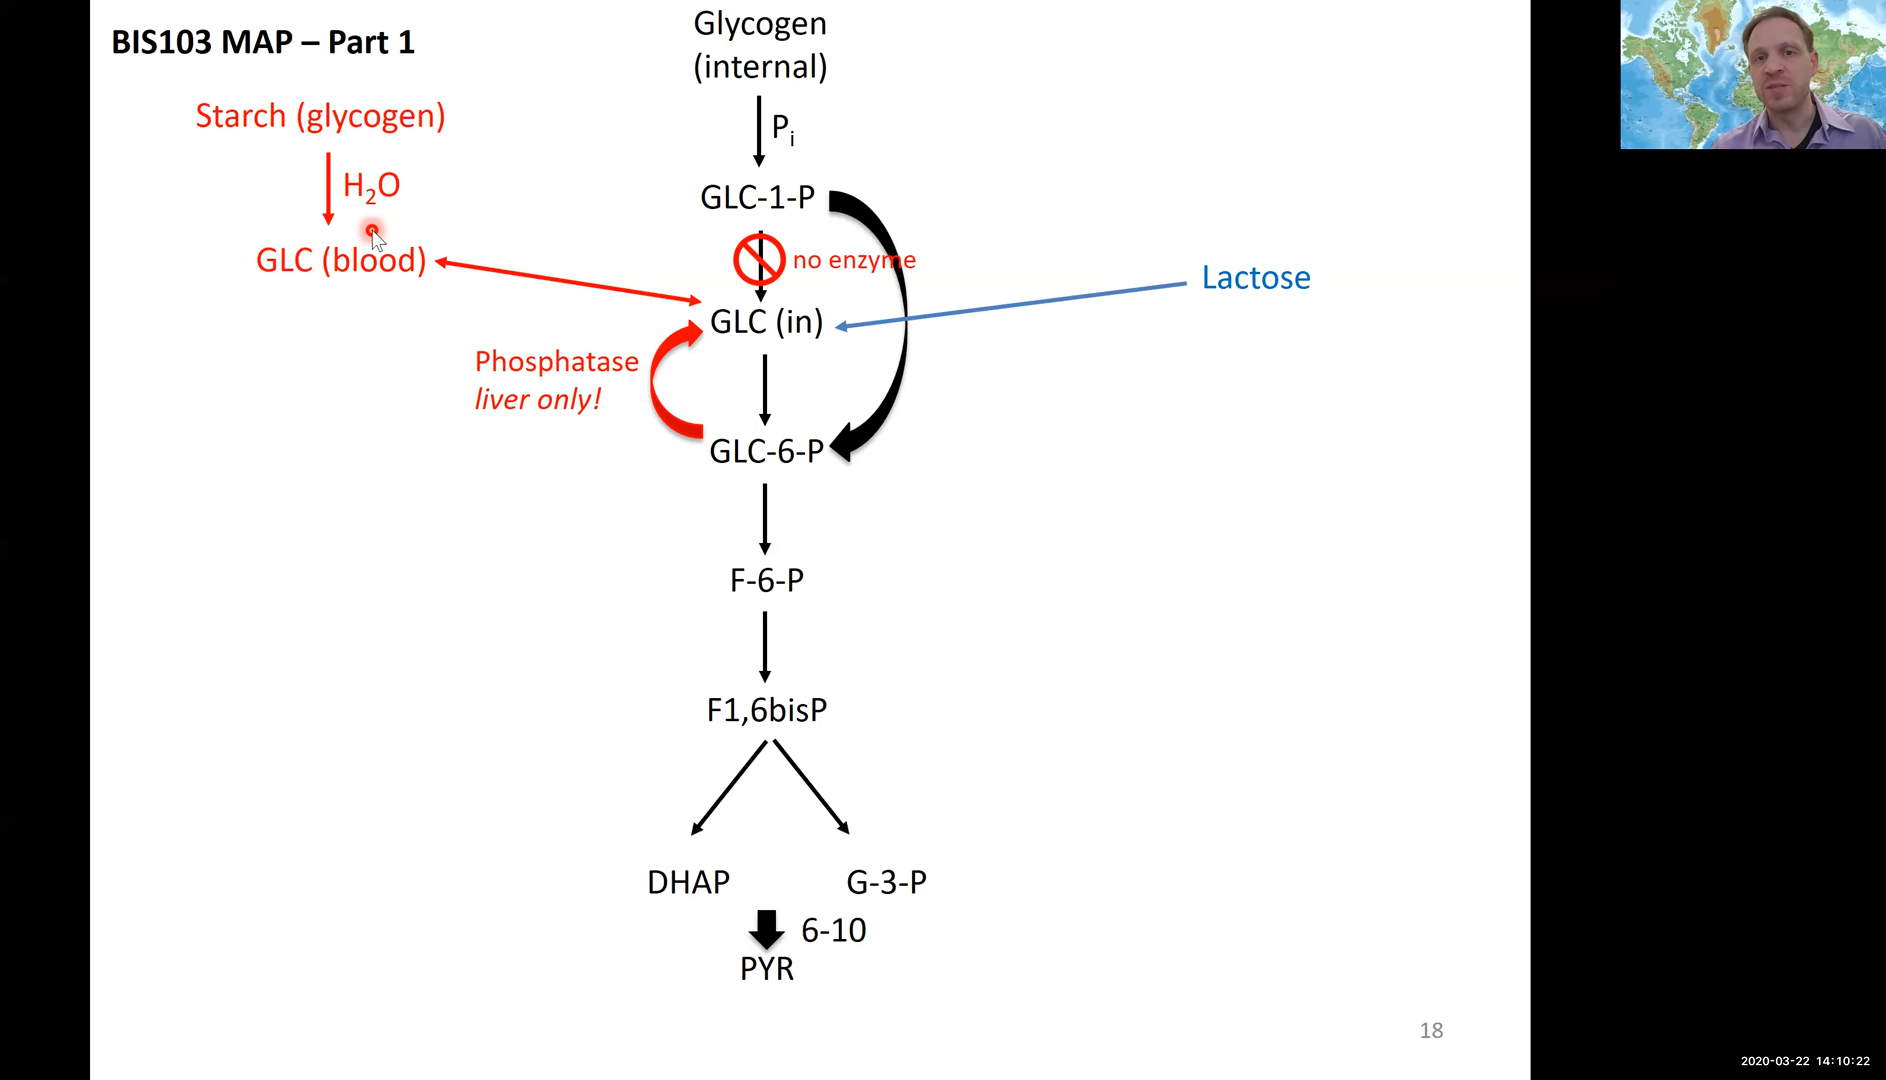 BIS103 MAP – Part 1
Glycogen
(internal)
Starch (glycogen)
Pi
H2O
GLC-1-P
GLC (blood)
no enzyme
Lactose
GLC (in)
Phosphatase
liver only!
GLC-6-P
F-6-P
F1,6bisP
DHAP
G-3-P
6-10
PYR
18
2020-03-22 14:10:22